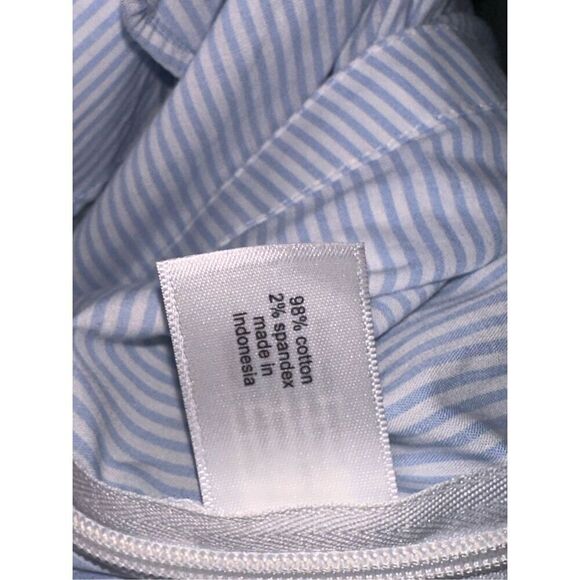 98% cotton
2% spandex
made in
Indonesia